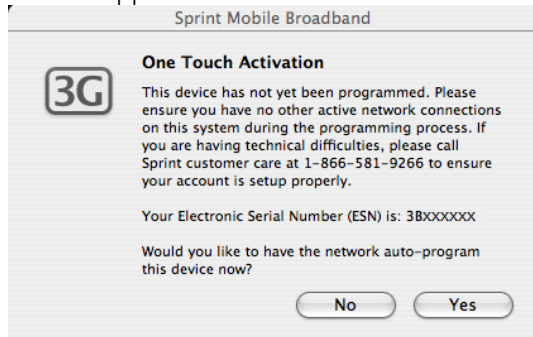 Sprint Mobile Broadband
One Touch Activation
3G
This device has not yet been programmed. Please
ensure you have no other active network connections
on this system during the programming process. If
you are having technical difficulties, please call
Sprint customer care at 1-866-581-9266 to ensure
your account is setup properly.
Your Electronic Serial Number (ESN) is: 3BXXXXXX
Would you like to have the network auto-program
this device now?
No Yes